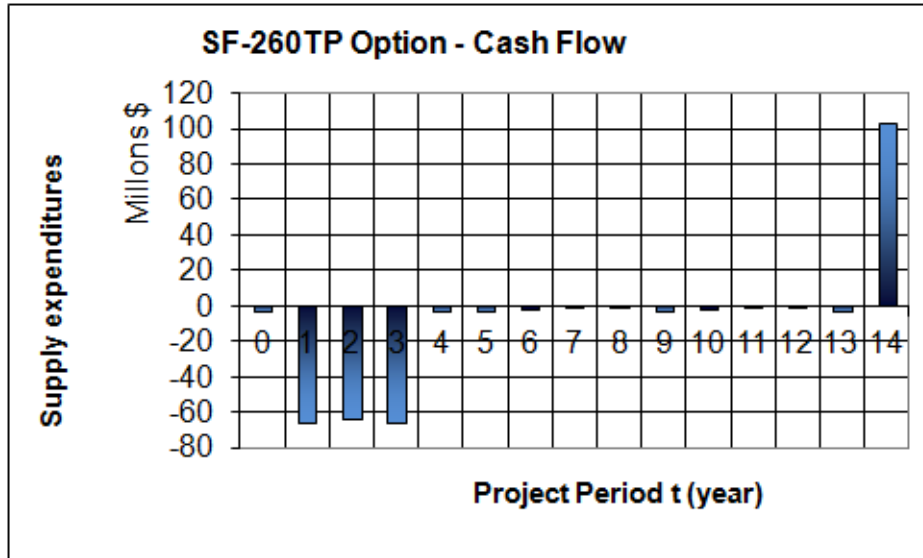 SF-260TP Option - Cash Flow
Supply expenditures
Millons $
120
100
80
60
40
20
0
-20
-40
-60
-80
0 1 2 3 4 5 6 7 8 9 10 11 12 13 14
Project Period t (year)